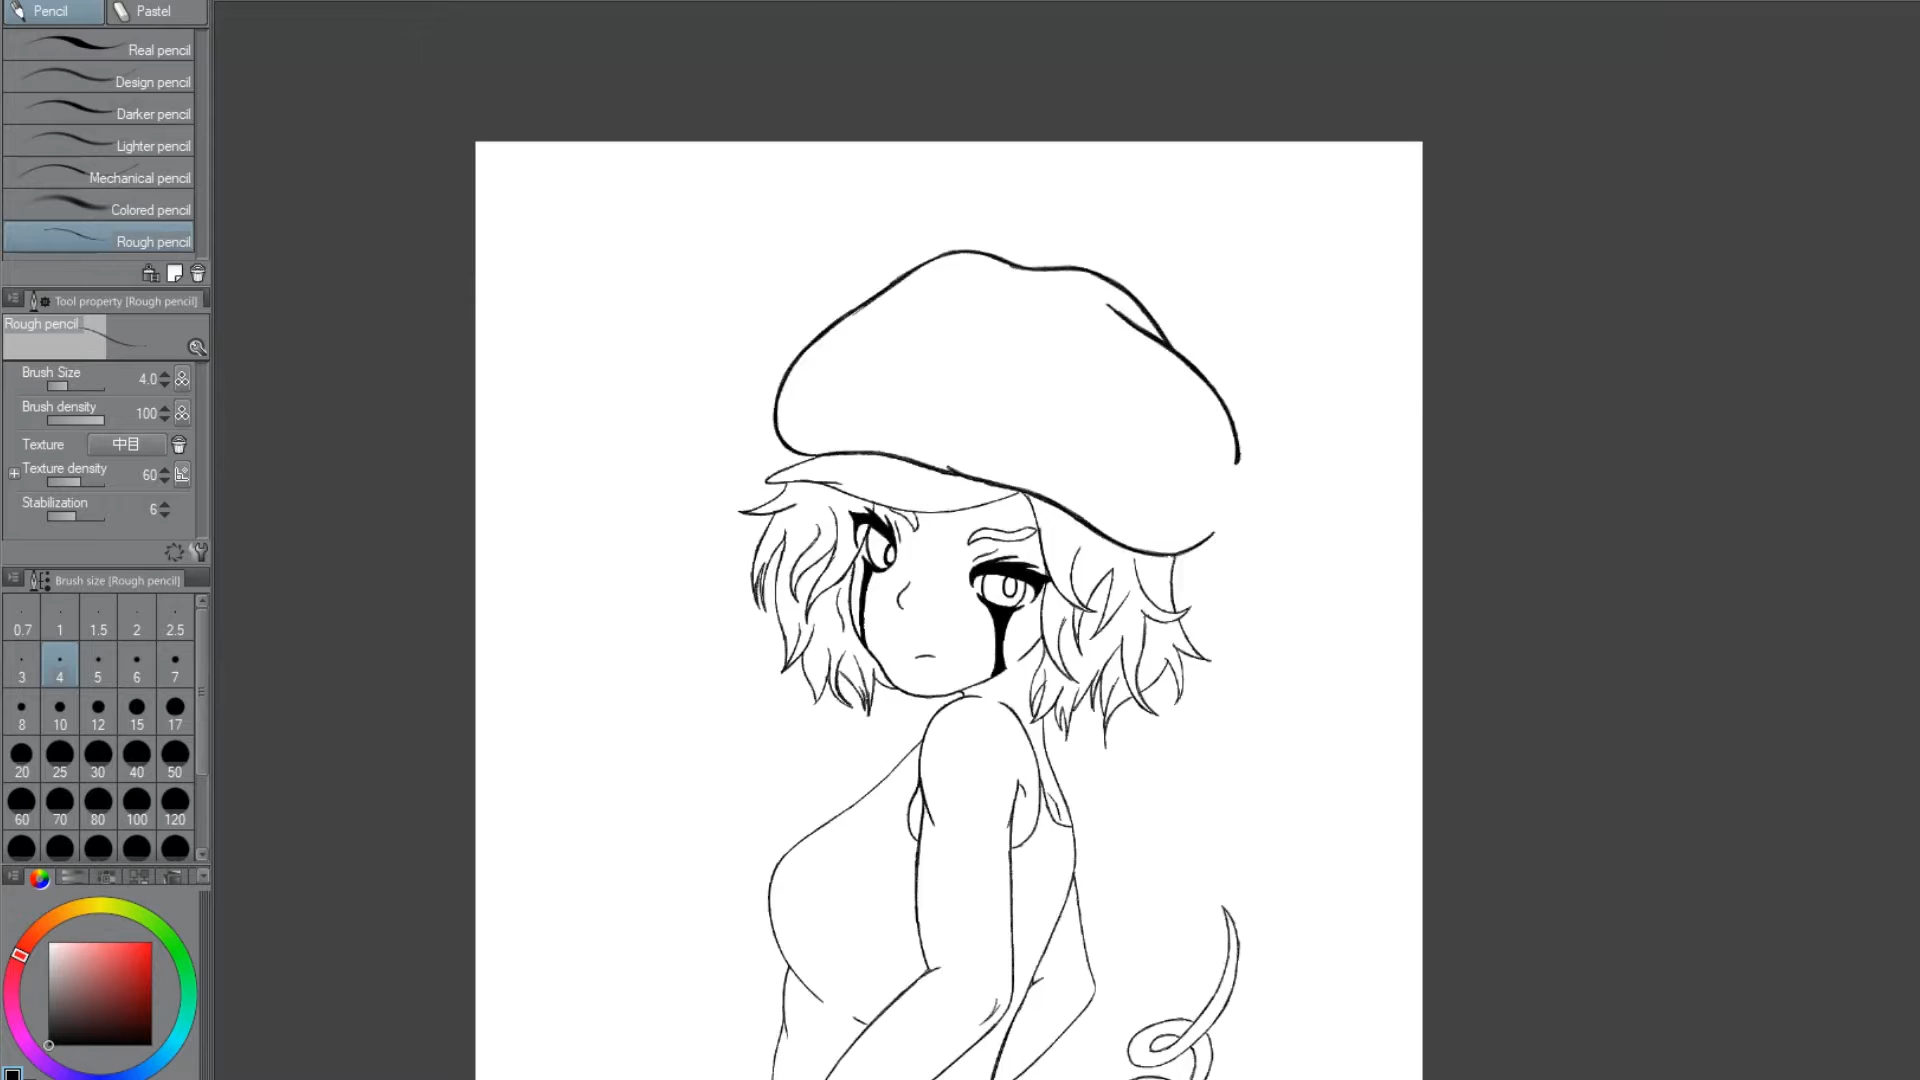 Pencil Pastel
Real pencil
Design pencil
Darker pencil
Lighter pencil
Mechanical pencil
Colored pencil
Rough pencil
Tool property [Rough pencil]
Rough pencil
Brush Size 4.0
Brush density 100
Texture 中目
Texture density 60
Stabilization 6
Brush size [Rough pencil]
0.7 1 1.5 2 2.5
3 4 5 6 7
8 10 12 15 17
20 25 30 40 50
60 70 80 100 120